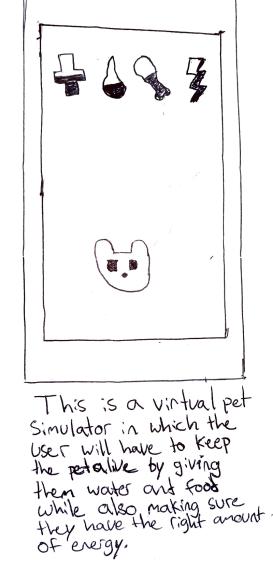 This is a virtual pet
Simulator in which the
user will have to keep
the pet alive by giving
them water and food
while also, making sure
they have the right amount.
of energy.